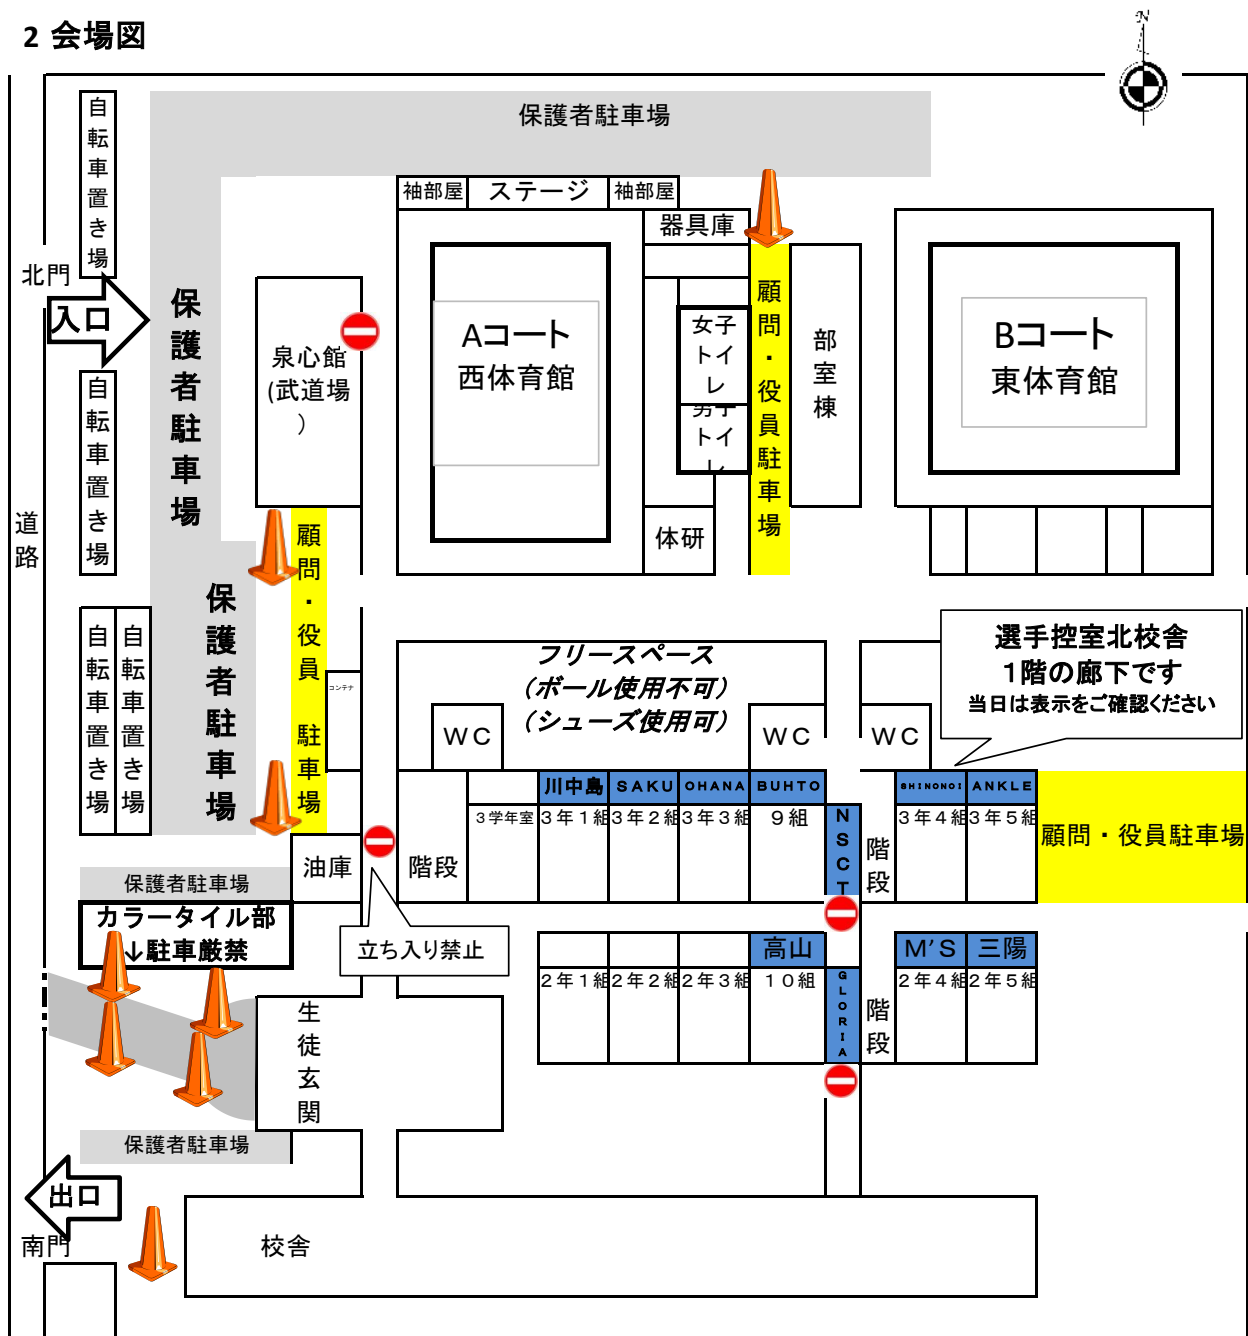 2 会場図
N
保護者駐車場
自転車置き場
袖部屋
ステージ
袖部屋
器具庫
北門
入口
保護者駐車場
泉心館
(武道場
)
Aコート
西体育館
女子
トイ
レ
男子
トイ
レ
顧問・役員駐車場
部室棟
Bコート
東体育館
自転車置き場
道路
体研
顧問・役員 駐車場
保護者駐車場
自転車置き場
自転車置き場
コンテナ
フリースペース
（ボール使用不可）
（シューズ使用可）
選手控室北校舎
1階の廊下です
当日は表示をご確認ください
WC
WC
WC
川中島
SAKU
OHANA
BUHTO
SHINONOI
ANKLE
3学年室
3年1組
3年2組
3年3組
9組
NSCT
階段
3年4組
3年5組
顧問・役員駐車場
油庫
階段
保護者駐車場
カラータイル部
↓駐車厳禁
立ち入り禁止
高山
M'S
三陽
2年1組
2年2組
2年3組
10組
GLORIA
階段
2年4組
2年5組
生徒玄関
保護者駐車場
出口
南門
校舎